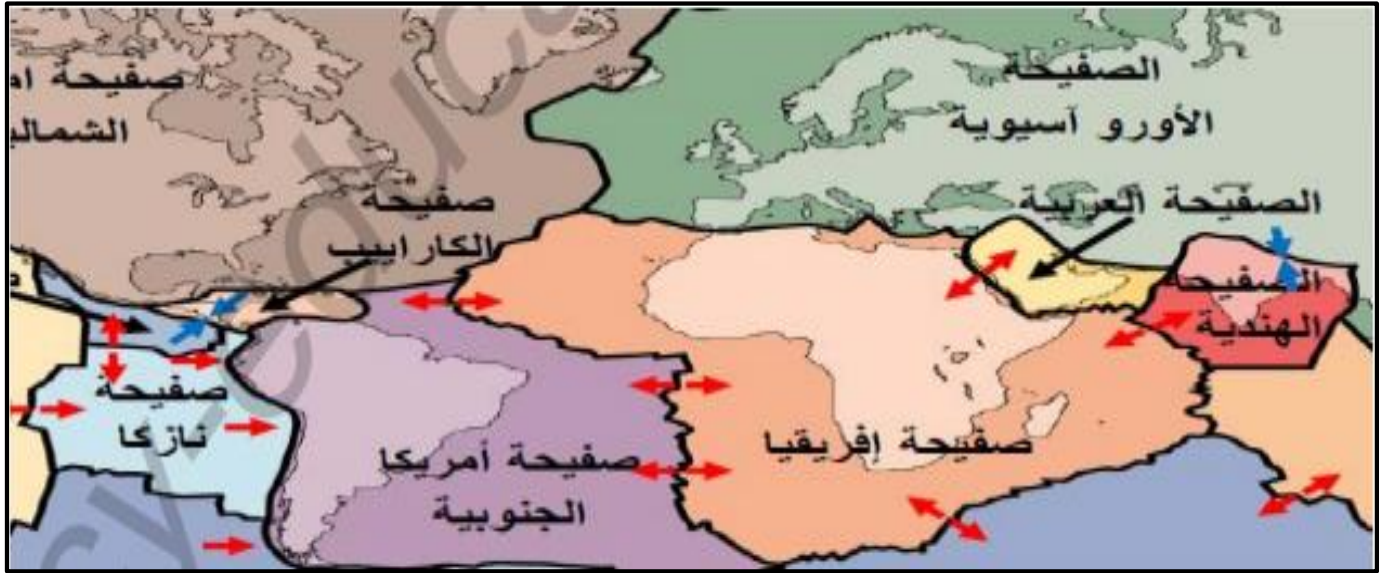 صفيحة
الشمالية
الصفيحة
الأورو آسيوية
صفيحة
الكاراييب
الصفيحة العربية
الصفيحة
الهندية
صفيحة
نازكا
صفيحة أمريكا
الجنوبية
صفيحة إفريقيا